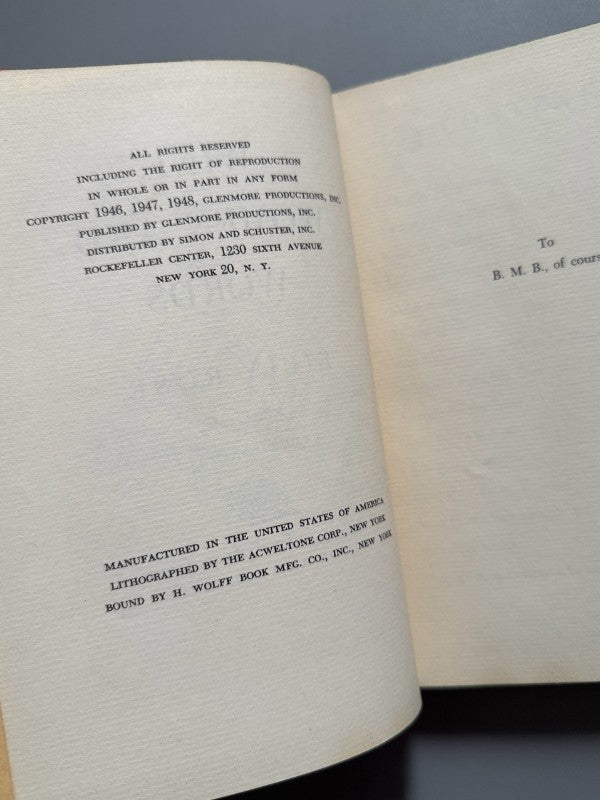 ALL RIGHTS RESERVED
INCLUDING THE RIGHT OF REPRODUCTION
IN WHOLE OR IN PART IN ANY FORM
COPYRIGHT 1946, 1947, 1948, GLENMORE PRODUCTIONS, INC.
PUBLISHED BY GLENMORE PRODUCTIONS, INC.
DISTRIBUTED BY SIMON AND SCHUSTER, INC.
ROCKEFELLER CENTER, 1230 SIXTH AVENUE
NEW YORK 20, N. Y.
MANUFACTURED IN THE UNITED STATES OF AMERICA
LITHOGRAPHED BY THE ACWELTONE CORP., NEW YORK
BOUND BY H. WOLFF BOOK MFG. CO., INC., NEW YORK
To
B. M. B., of cours